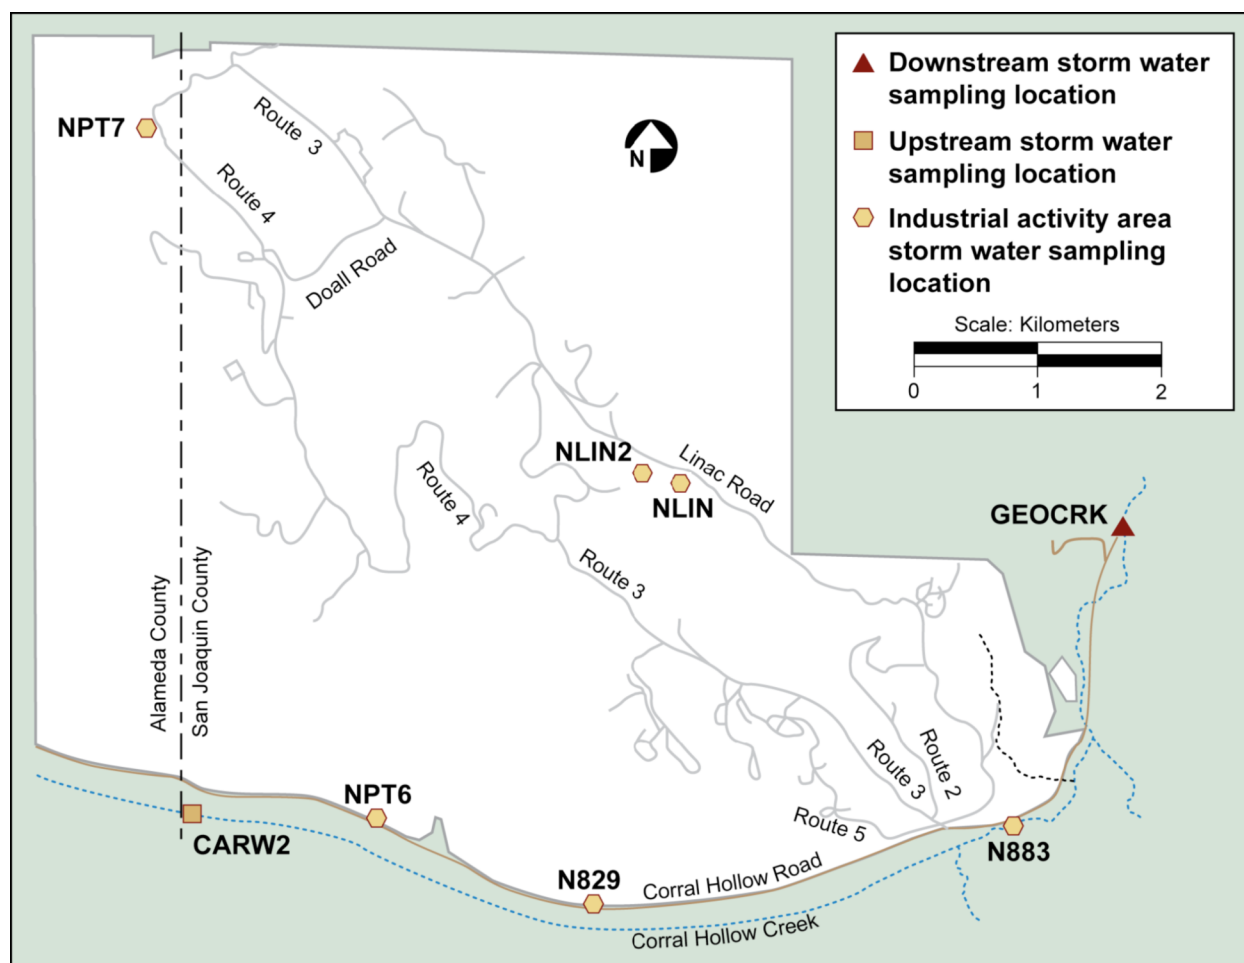 Downstream storm water
sampling location
Upstream storm water
sampling location
Industrial activity area
storm water sampling
location
Scale: Kilometers
0 1 2
N
NPT7
Route 3
Route 4
Doall Road
NLIN2
NLIN
Linac Road
Route 4
GEOCRK
Route 3
Alameda County
San Joaquin County
Route 3
Route 2
NPT6
CARW2
Route 5
N883
N829
Corral Hollow Road
Corral Hollow Creek